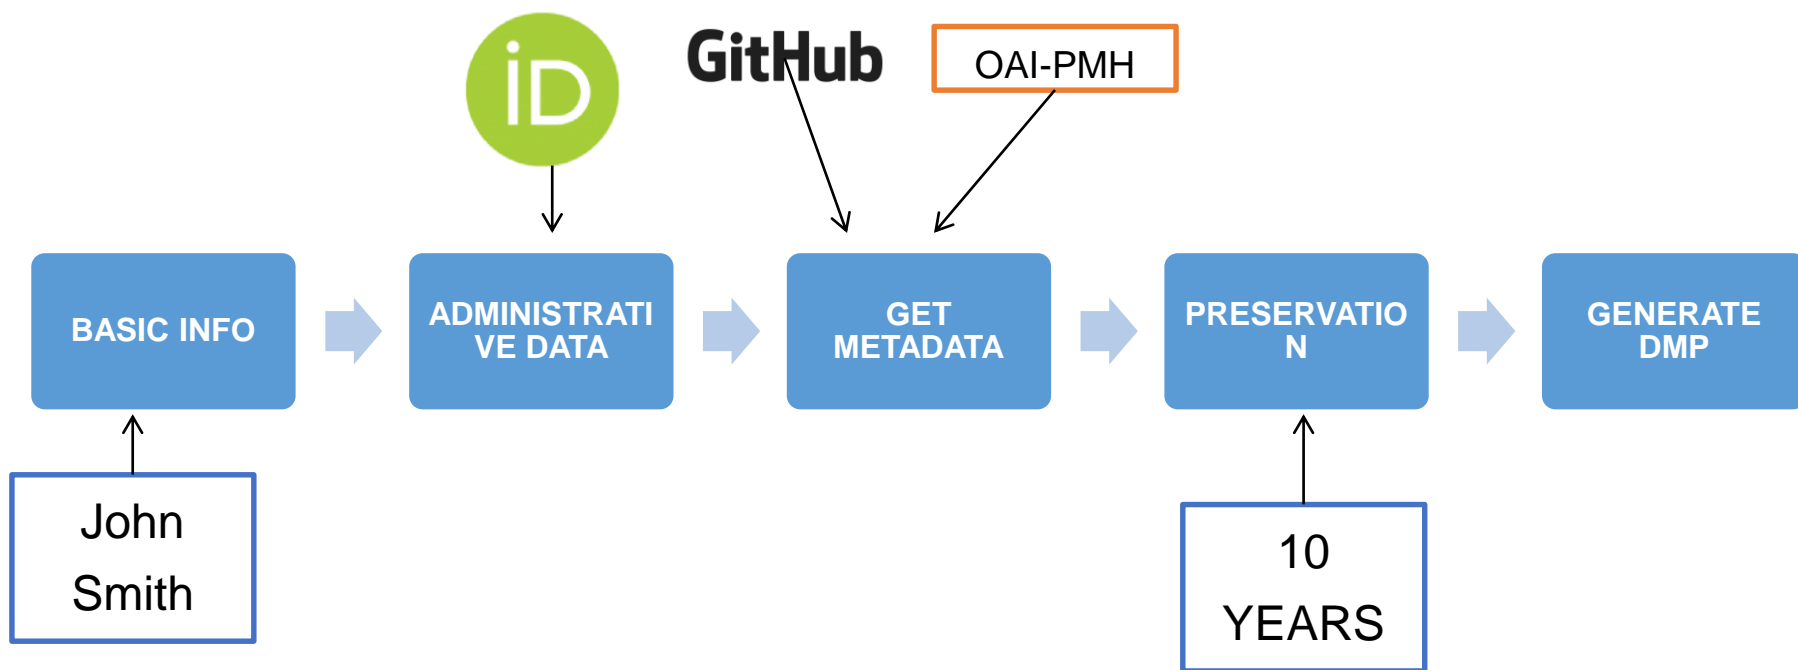 iD
GitHub
OAI-PMH
BASIC INFO
ADMINISTRATI
VE DATA
GET
METADATA
PRESERVATIO
N
GENERATE
DMP
John
Smith
10
YEARS